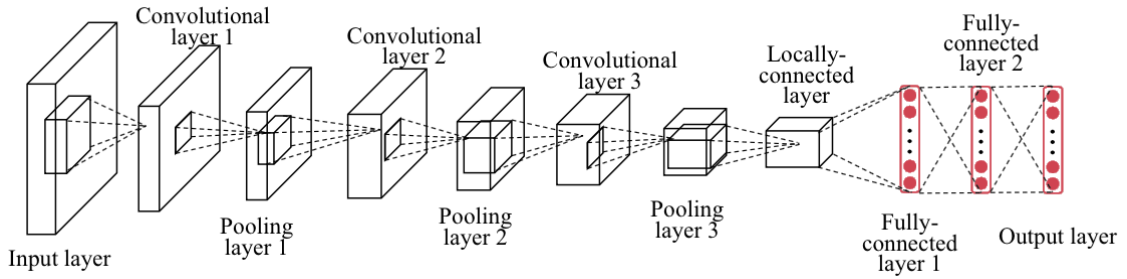 Convolutional
layer 1
Convolutional
layer 2
Convolutional
layer 3
Locally-
connected
layer
Fully-
connected
layer 2
Input layer
Pooling
layer 1
Pooling
layer 2
Pooling
layer 3
Fully-
connected
layer 1
Output layer